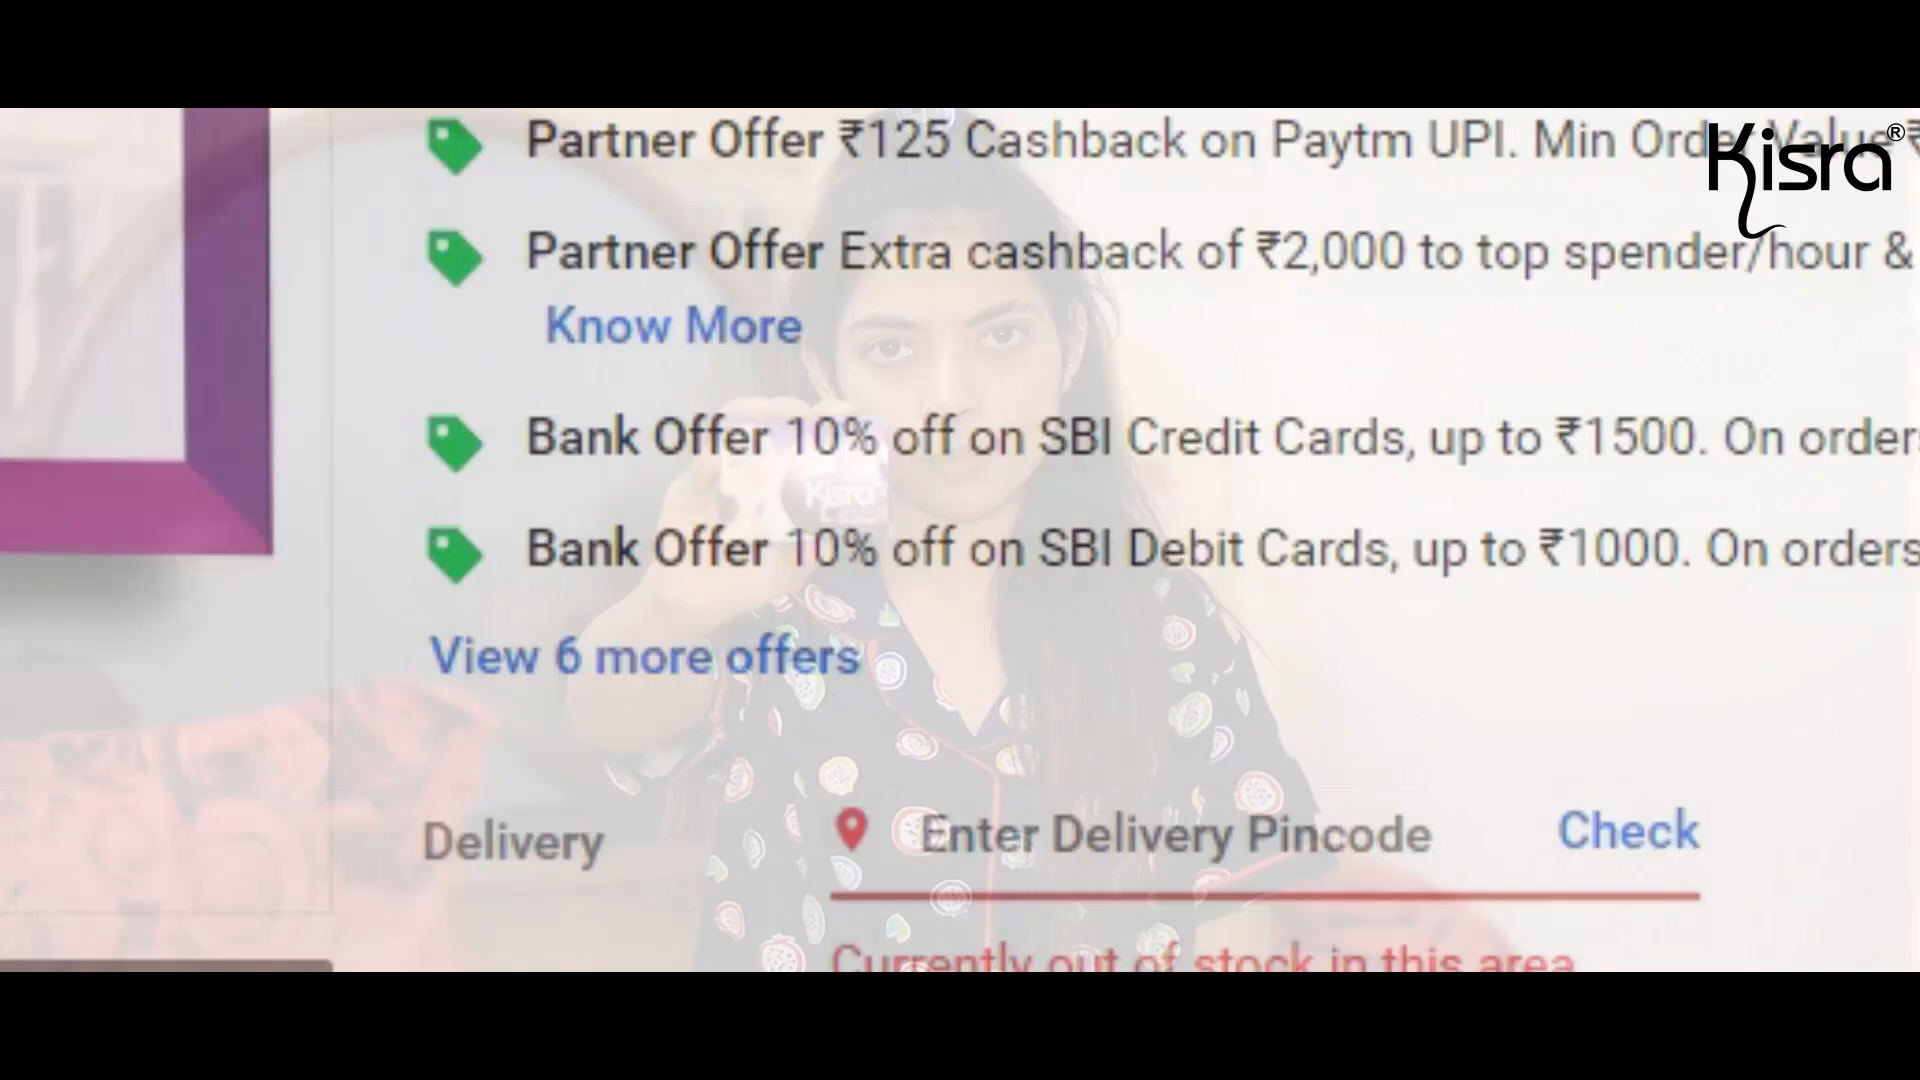 Partner Offer ₹125 Cashback on Paytm UPI. Min Order Value ₹
Kisra®
Partner Offer Extra cashback of ₹2,000 to top spender/hour &
Know More
Bank Offer 10% off on SBI Credit Cards, up to ₹1500. On order
Kisra
Bank Offer 10% off on SBI Debit Cards, up to ₹1000. On orders
View 6 more offers
Delivery
Enter Delivery Pincode
Check
Currently out of stock in this area